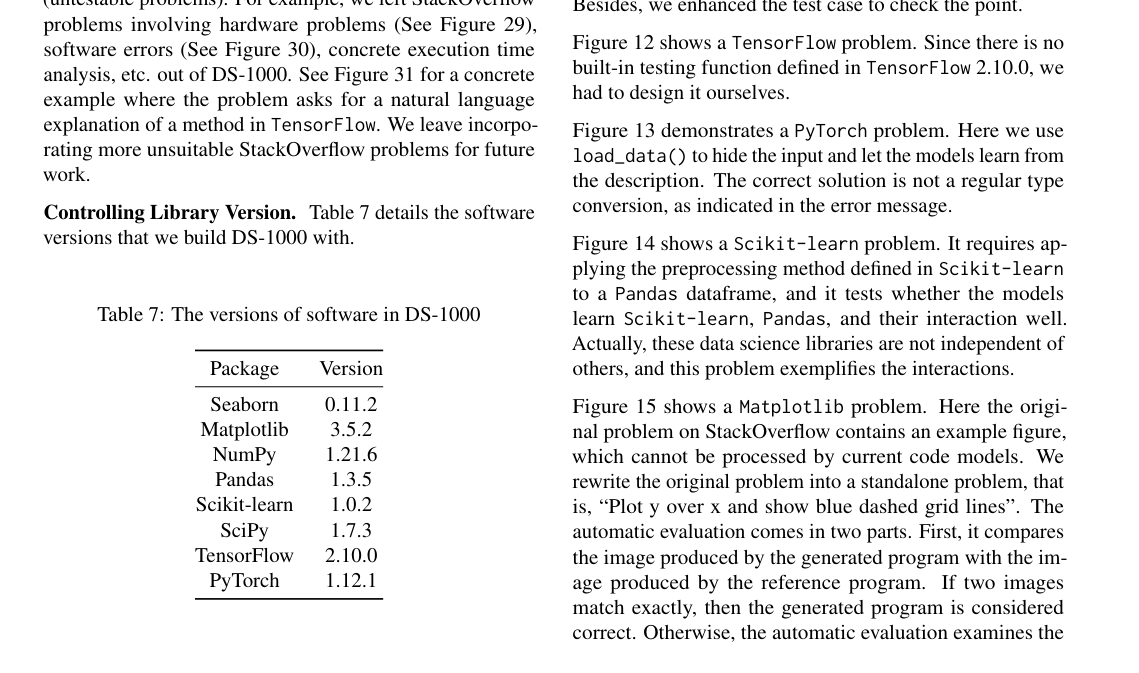 (untestable problems). For example, we left StackOverflow
problems involving hardware problems (See Figure 29),
software errors (See Figure 30), concrete execution time
analysis, etc. out of DS-1000. See Figure 31 for a concrete
example where the problem asks for a natural language
explanation of a method in TensorFlow. We leave incorpo-
rating more unsuitable StackOverflow problems for future
work.
Controlling Library Version. Table 7 details the software
versions that we build DS-1000 with.
Table 7: The versions of software in DS-1000
Package Version
Seaborn 0.11.2
Matplotlib 3.5.2
NumPy 1.21.6
Pandas 1.3.5
Scikit-learn 1.0.2
SciPy 1.7.3
TensorFlow 2.10.0
PyTorch 1.12.1
Besides, we enhanced the test case to check the point.
Figure 12 shows a TensorFlow problem. Since there is no
built-in testing function defined in TensorFlow 2.10.0, we
had to design it ourselves.
Figure 13 demonstrates a PyTorch problem. Here we use
load_data() to hide the input and let the models learn from
the description. The correct solution is not a regular type
conversion, as indicated in the error message.
Figure 14 shows a Scikit-learn problem. It requires ap-
plying the preprocessing method defined in Scikit-learn
to a Pandas dataframe, and it tests whether the models
learn Scikit-learn, Pandas, and their interaction well.
Actually, these data science libraries are not independent of
others, and this problem exemplifies the interactions.
Figure 15 shows a Matplotlib problem. Here the origi-
nal problem on StackOverflow contains an example figure,
which cannot be processed by current code models. We
rewrite the original problem into a standalone problem, that
is, “Plot y over x and show blue dashed grid lines”. The
automatic evaluation comes in two parts. First, it compares
the image produced by the generated program with the im-
age produced by the reference program. If two images
match exactly, then the generated program is considered
correct. Otherwise, the automatic evaluation examines the